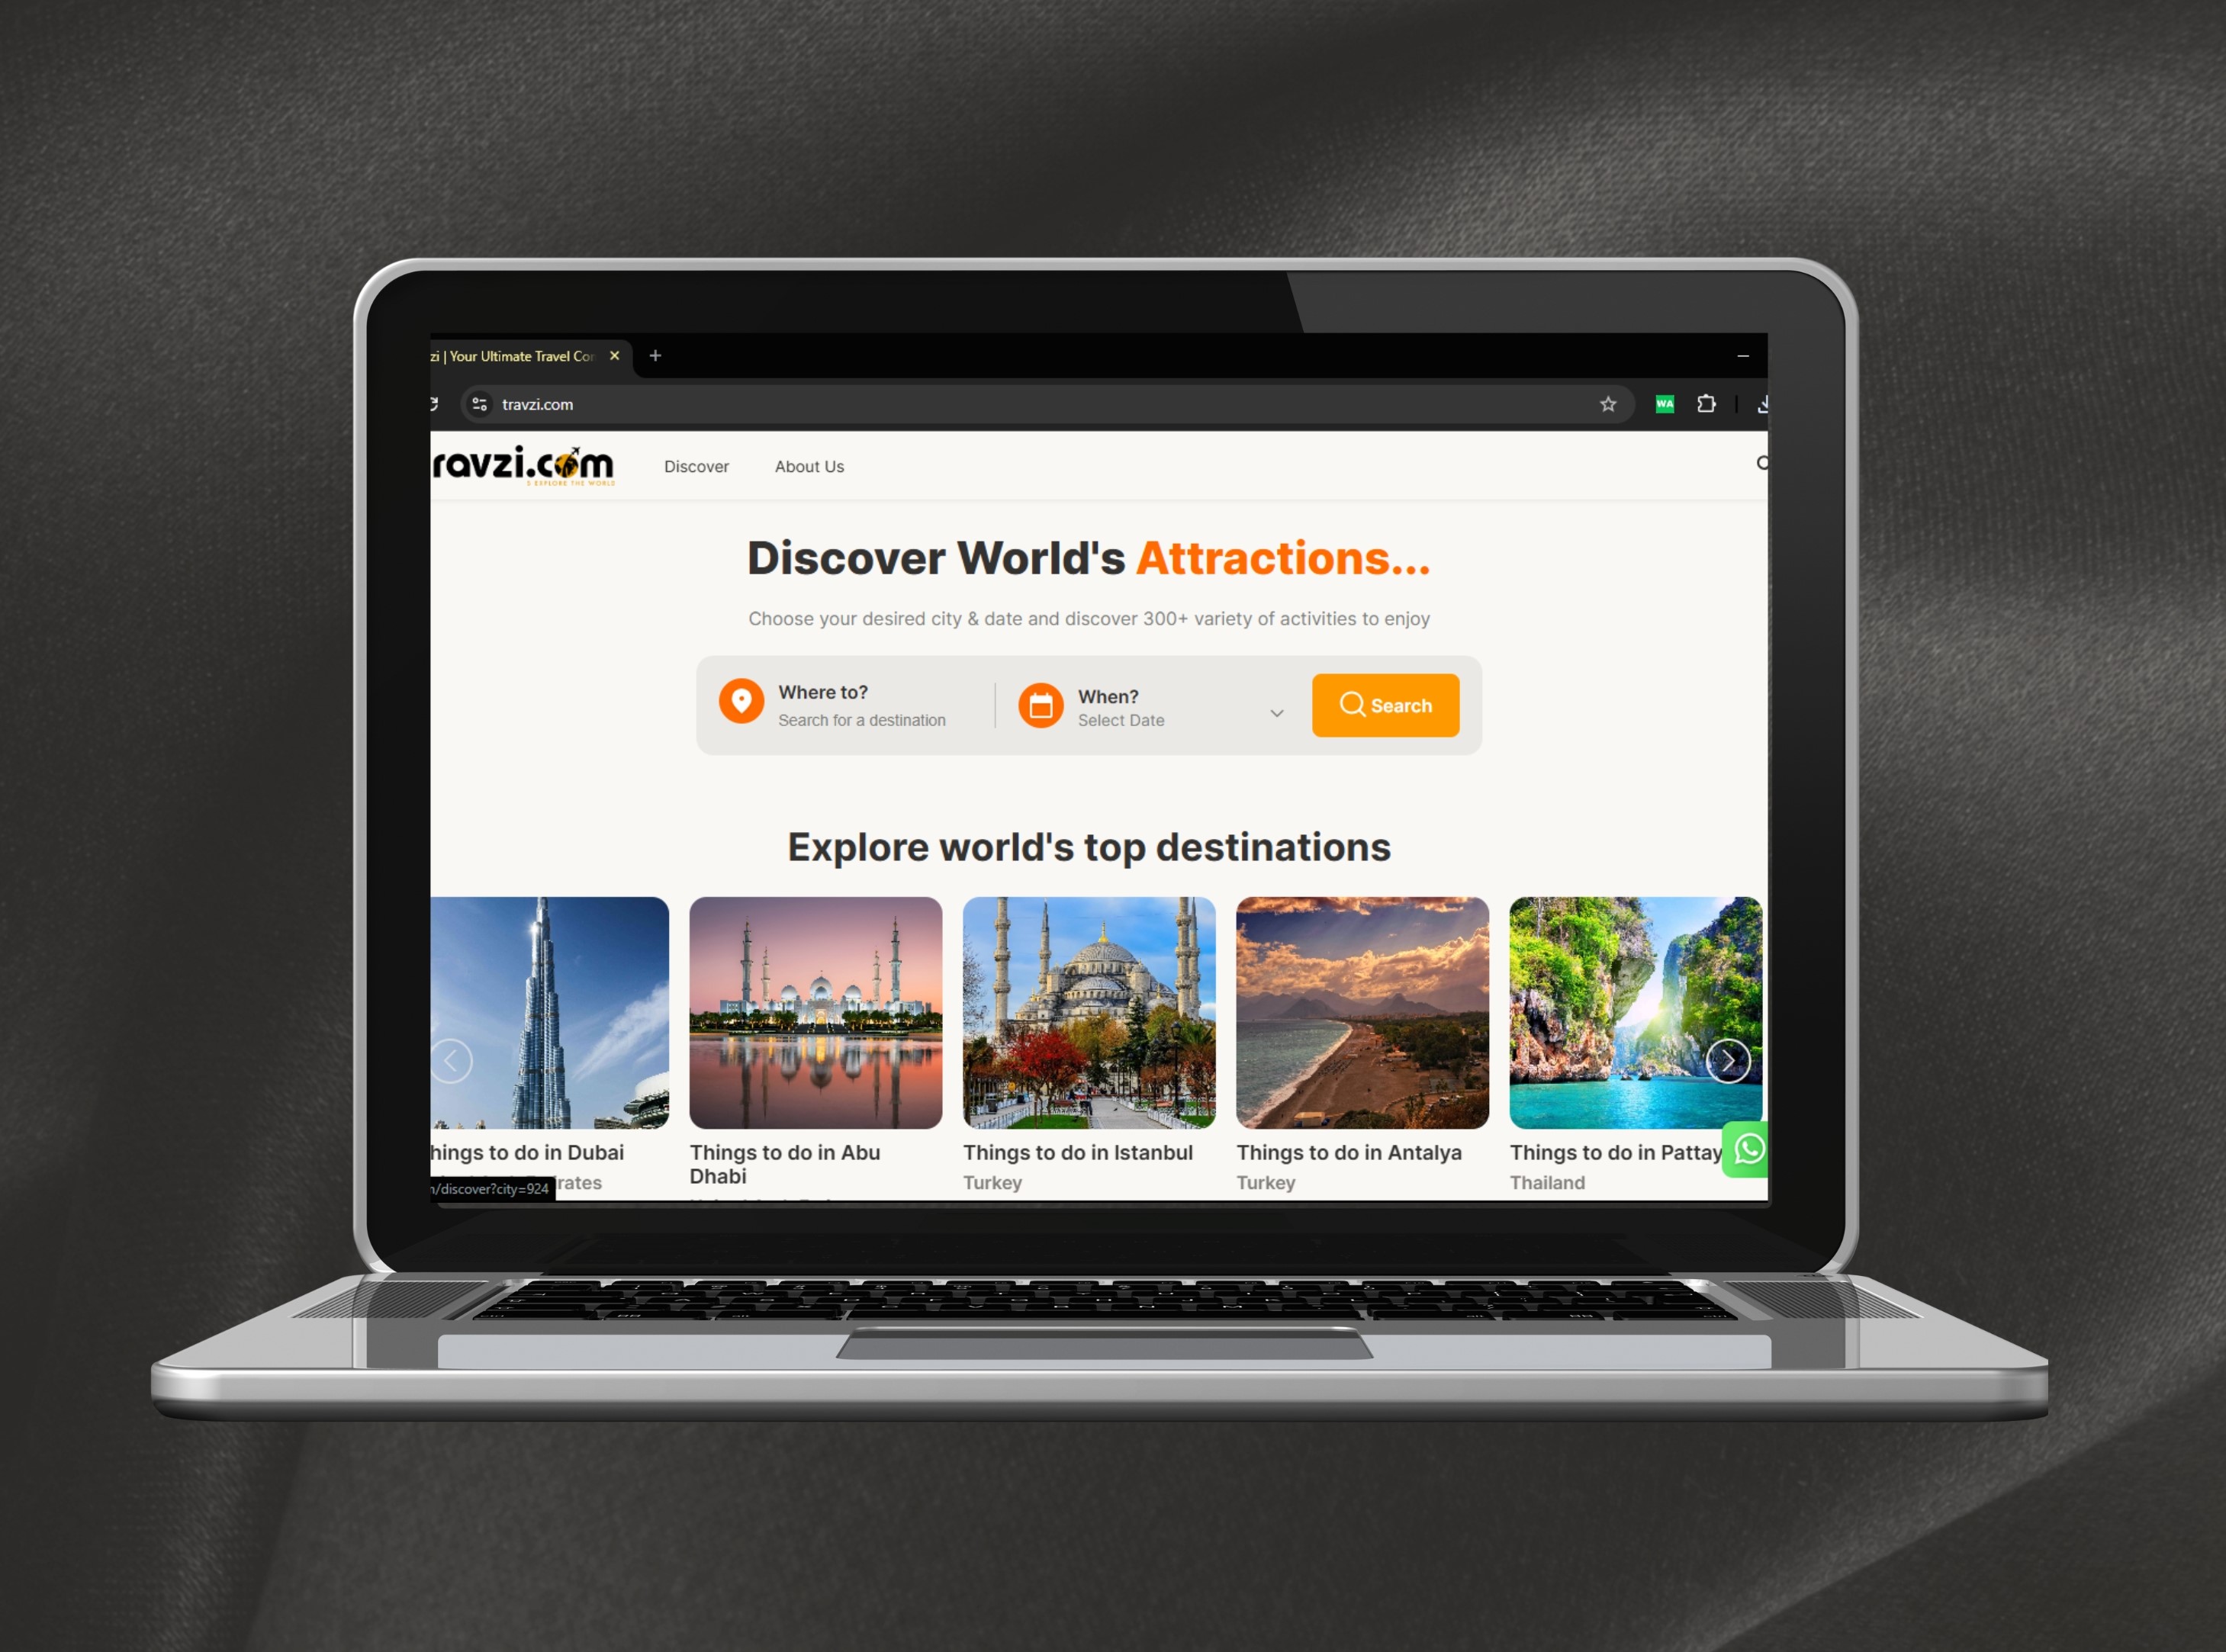 zi | Your Ultimate Travel Co
travzi.com
WA
ravzi.com
& EXPLORE THE WORLD
Discover
About Us
Discover World's Attractions...
Choose your desired city & date and discover 300+ variety of activities to enjoy
Where to?
Search for a destination
When?
Select Date
Search
Explore world's top destinations
hings to do in Dubai
irates
/discover?city=924
Things to do in Abu
Dhabi
Things to do in Istanbul
Turkey
Things to do in Antalya
Turkey
Things to do in Pattay
Thailand